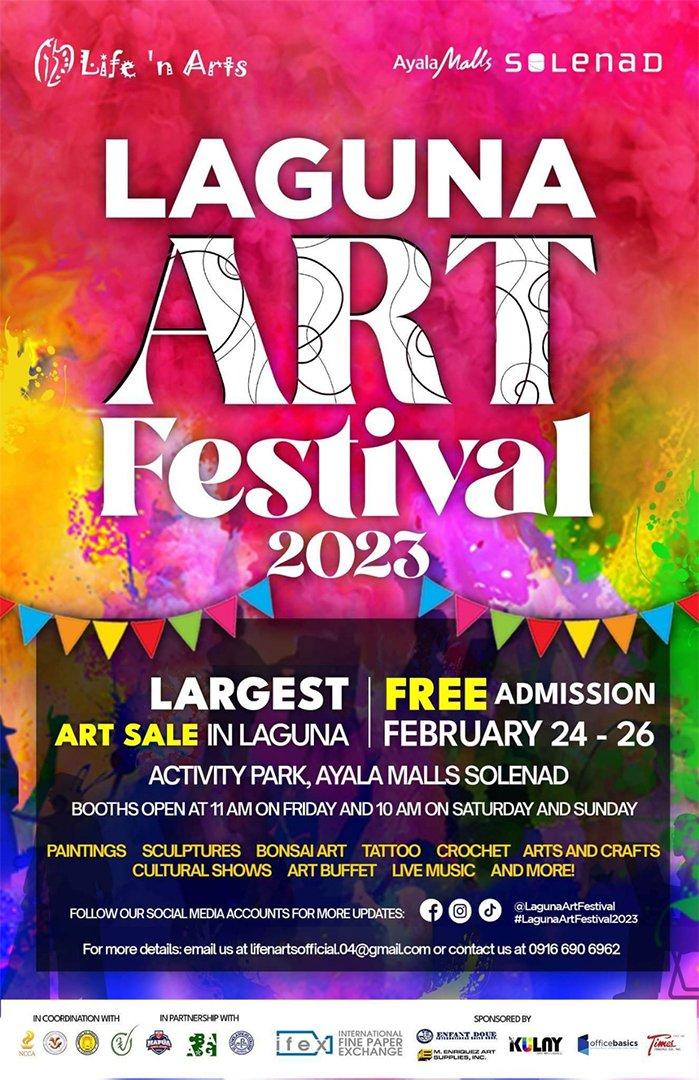 Life 'n Arts
Ayala Malls SOLENAD
LAGUNA
ART
Festival
2023
LARGEST
ART SALE IN LAGUNA
FREE ADMISSION
FEBRUARY 24 - 26
ACTIVITY PARK, AYALA MALLS SOLENAD
BOOTHS OPEN AT 11 AM ON FRIDAY AND 10 AM ON SATURDAY AND SUNDAY
PAINTINGS SCULPTURES BONSAI ART TATTOO CROCHET ARTS AND CRAFTS
CULTURAL SHOWS ART BUFFET LIVE MUSIC AND MORE!
FOLLOW OUR SOCIAL MEDIA ACCOUNTS FOR MORE UPDATES:
@LagunaArtFestival
#LagunaArtFestival2023
For more details: email us at lifenartsofficial.04@gmail.com or contact us at 0916 690 6962
IN COORDINATION WITH
NCCA
IN PARTNERSHIP WITH
MAPÚA
ifex
INTERNATIONAL
FINE PAPER
EXCHANGE
SPONSORED BY
ENFANT DOUE
M. ENRIQUEZ ART
SUPPLIES, INC.
KULAY
officebasics
Times